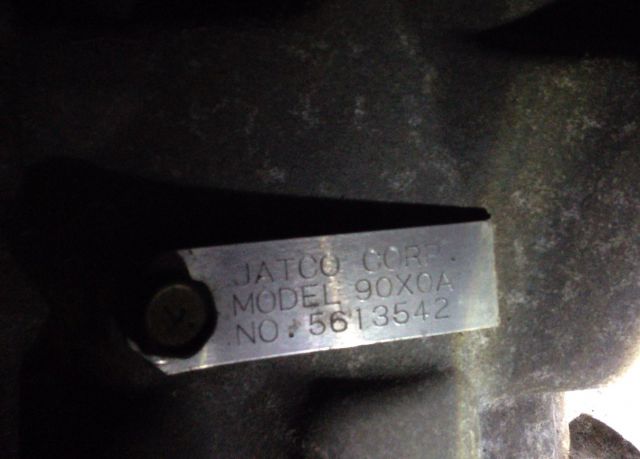 JATCO CORP.
MODEL 90X0A
NO. 5613542